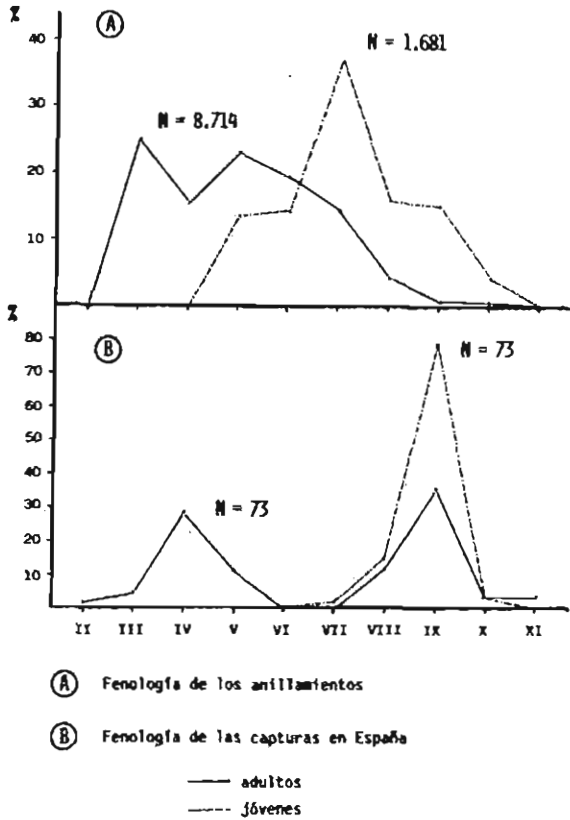 %
A
40
30
20
10
N = 1.681
N = 8.714
%
B
80
70
60
50
40
30
20
10
N = 73
N = 73
II III IV V VI VII VIII IX X XI
A Fenología de los anillamientos
B Fenología de las capturas en España
adultos
jóvenes